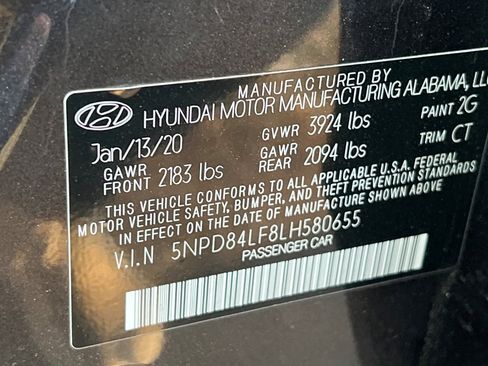 MANUFACTURED BY
HYUNDAI MOTOR MANUFACTURING ALABAMA, LLC
Jan/13/20 GVWR 3924 lbs PAINT 2G
GAWR FRONT 2183 lbs GAWR REAR 2094 lbs TRIM CT
THIS VEHICLE CONFORMS TO ALL APPLICABLE U.S.A. FEDERAL
MOTOR VEHICLE SAFETY, BUMPER, AND THEFT PREVENTION
STANDARDS IN EFFECT ON THE DATE OF MANUFACTURE SHOWN ABOVE
V.I.N 5NPD84LF8LH580655
PASSENGER CAR